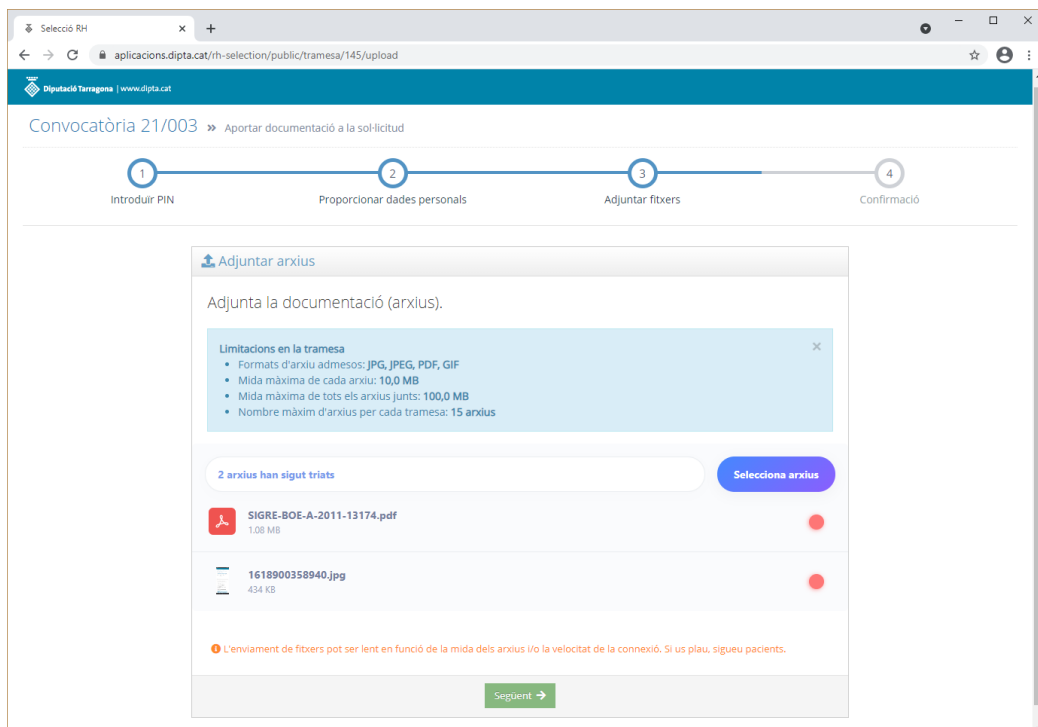 Selecció RH
aplicacions.dipta.cat/rh-selection/public/tramesa/145/upload
Diputació Tarragona | www.dipta.cat
Convocatòria 21/003 » Aportar documentació a la sol·licitud
1 2 3 4
Introduïr PIN Proporcionar dades personals Adjuntar fitxers Confirmació
Adjuntar arxius
Adjunta la documentació (arxius).
Limitacions en la tramesa
• Formats d'arxiu admesos: JPG, JPEG, PDF, GIF
• Mida màxima de cada arxiu: 10,0 MB
• Mida màxima de tots els arxius junts: 100,0 MB
• Nombre màxim d'arxius per cada tramesa: 15 arxius
2 arxius han sigut triats Selecciona arxius
SIGRE-BOE-A-2011-13174.pdf
1.08 MB
1618900358940.jpg
434 KB
L'enviament de fitxers pot ser lent en funció de la mida dels arxius i/o la velocitat de la connexió. Si us plau, sigueu pacients.
Següent →